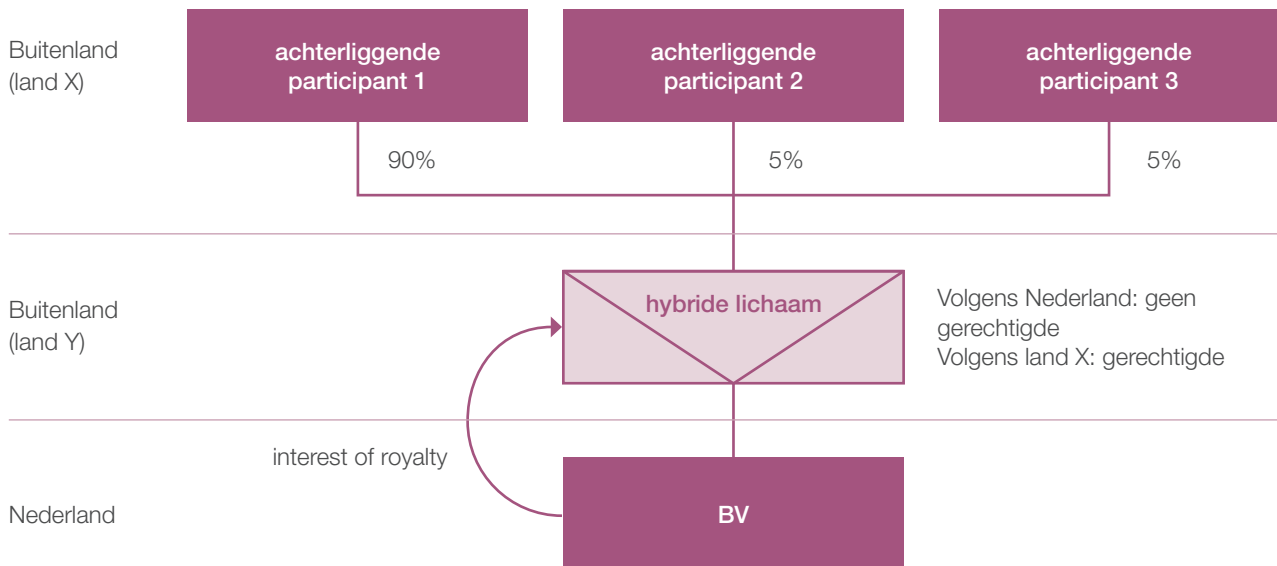 Buitenland
(land X)
achterliggende
participant 1
achterliggende
participant 2
achterliggende
participant 3
90%
5%
5%
Buitenland
(land Y)
hybride lichaam
Volgens Nederland: geen
gerechtigde
Volgens land X: gerechtigde
interest of royalty
Nederland
BV